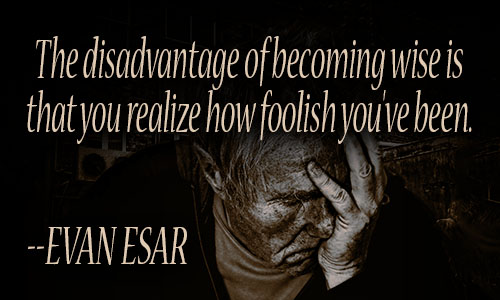 The disadvantage of becoming wise is
that you realize how foolish you've been.
--EVAN ESAR